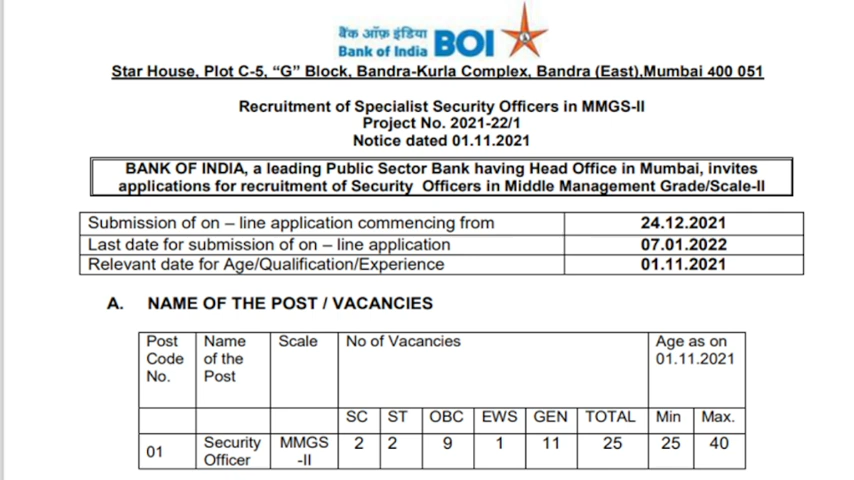 बैंक ऑफ़ इंडिया
Bank of India BOI
Star House, Plot C-5, “G” Block, Bandra-Kurla Complex, Bandra (East),Mumbai 400 051
Recruitment of Specialist Security Officers in MMGS-II
Project No. 2021-22/1
Notice dated 01.11.2021
BANK OF INDIA, a leading Public Sector Bank having Head Office in Mumbai, invites
applications for recruitment of Security Officers in Middle Management Grade/Scale-II
Submission of on – line application commencing from 24.12.2021
Last date for submission of on – line application 07.01.2022
Relevant date for Age/Qualification/Experience 01.11.2021
A. NAME OF THE POST / VACANCIES
Post Name Scale No of Vacancies Age as on
Code of the 01.11.2021
No. Post
SC ST OBC EWS GEN TOTAL Min Max.
01 Security MMGS 2 2 9 1 11 25 25 40
Officer -II